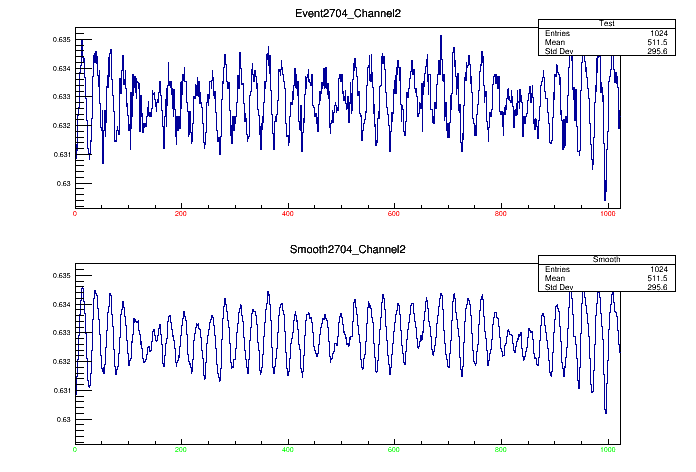 Event2704_Channel2
Test
Entries 1024
Mean 511.5
Std Dev 295.6
0.635
0.634
0.633
0.632
0.631
0.63
0 200 400 600 800 1000
Smooth2704_Channel2
Smooth
Entries 1024
Mean 511.5
Std Dev 295.6
0.635
0.634
0.633
0.632
0.631
0.63
0 200 400 600 800 1000